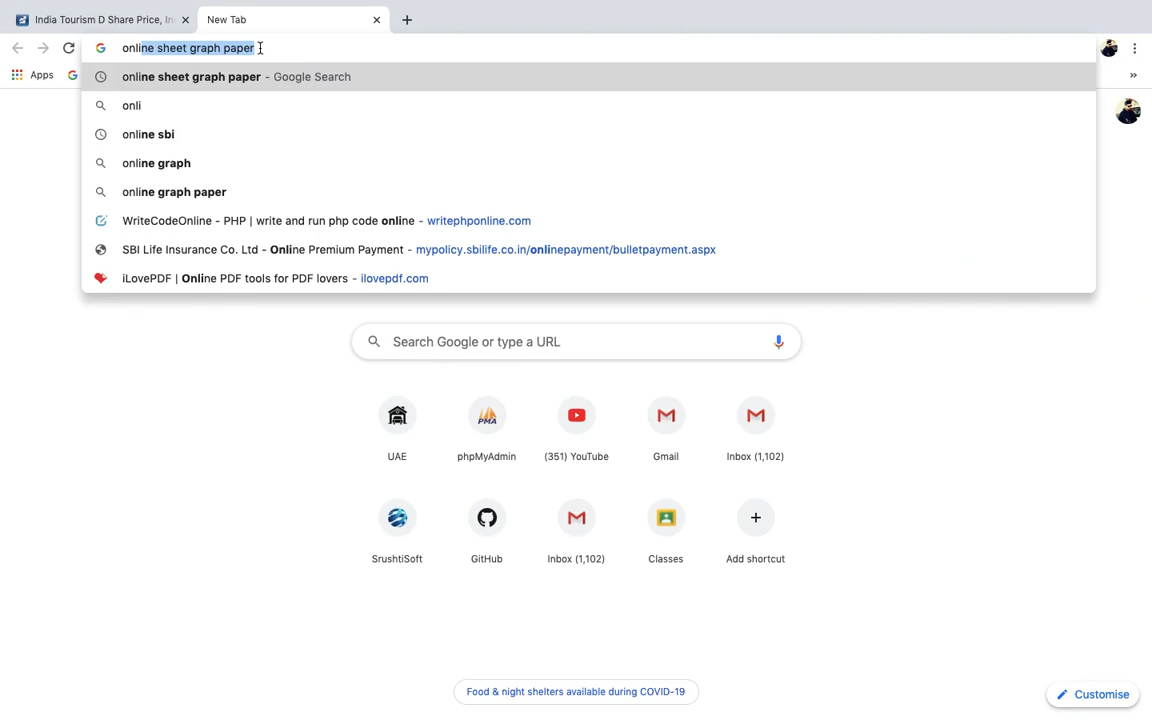 India Tourism D Share Price, In
New Tab
online sheet graph paper
Apps
online sheet graph paper - Google Search
onli
online sbi
online graph
online graph paper
WriteCodeOnline - PHP | write and run php code online - writephponline.com
SBI Life Insurance Co. Ltd - Online Premium Payment - mypolicy.sbilife.co.in/onlinepayment/bulletpayment.aspx
iLovePDF | Online PDF tools for PDF lovers - ilovepdf.com
Search Google or type a URL
UAE
phpMyAdmin
(351) YouTube
Gmail
Inbox (1,102)
SrushtiSoft
GitHub
Inbox (1,102)
Classes
Add shortcut
Food & night shelters available during COVID-19
Customise